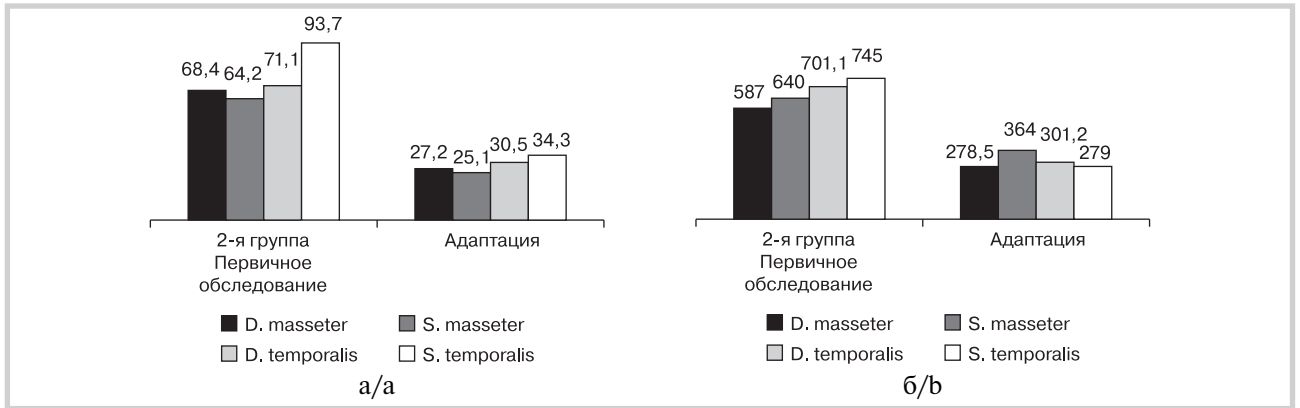 93,7
68,4
64,2
71,1
27,2
25,1
30,5
34,3
2-я группа
Первичное
обследование
Адаптация
D. masseter
S. masseter
D. temporalis
S. temporalis
а/a
587
640
701,1
745
278,5
364
301,2
279
2-я группа
Первичное
обследование
Адаптация
D. masseter
S. masseter
D. temporalis
S. temporalis
б/b